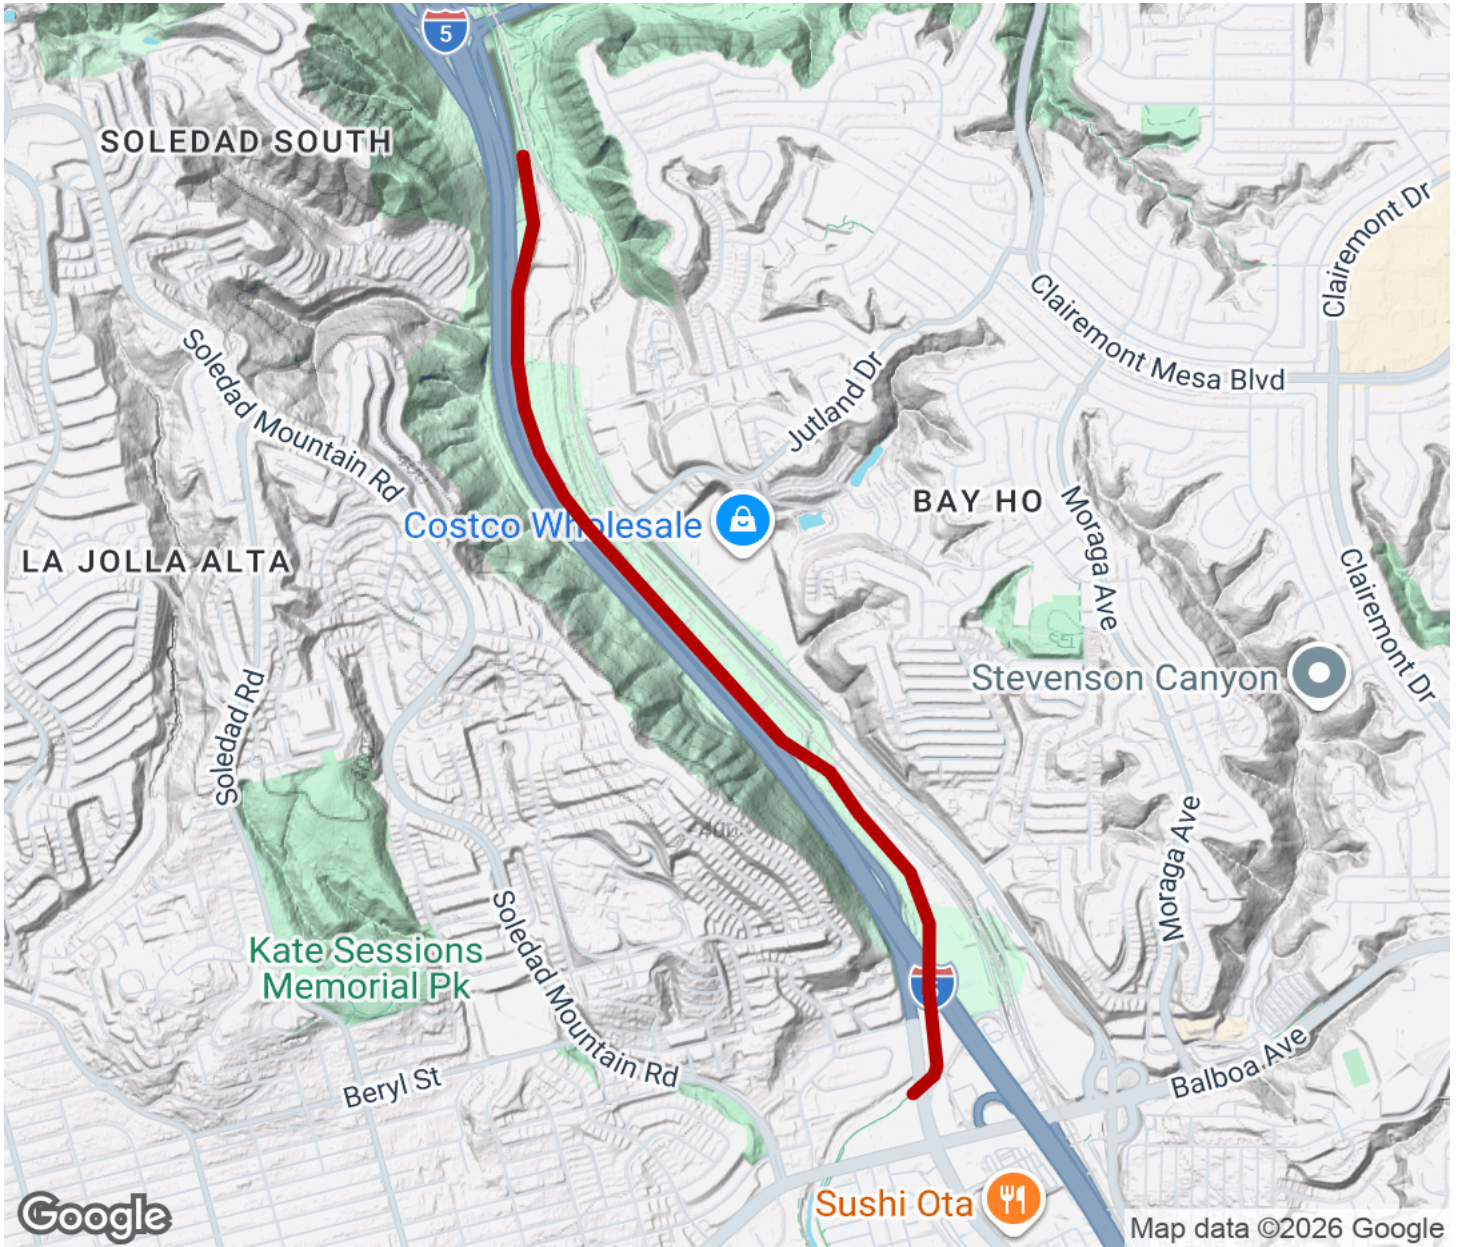 5
SOLEDAD SOUTH
Clairemont Dr
Clairemont Mesa Blvd
Soledad Mountain Rd
Jutland Dr
Costco Wholesale
BAY HO
Moraga Ave
LA JOLLA ALTA
Clairemont Dr
Stevenson Canyon
Soledad Rd
Moraga Ave
Kate Sessions
Memorial Pk
Soledad Mountain Rd
Balboa Ave
Beryl St
Sushi Ota
Google
Map data ©2026 Google